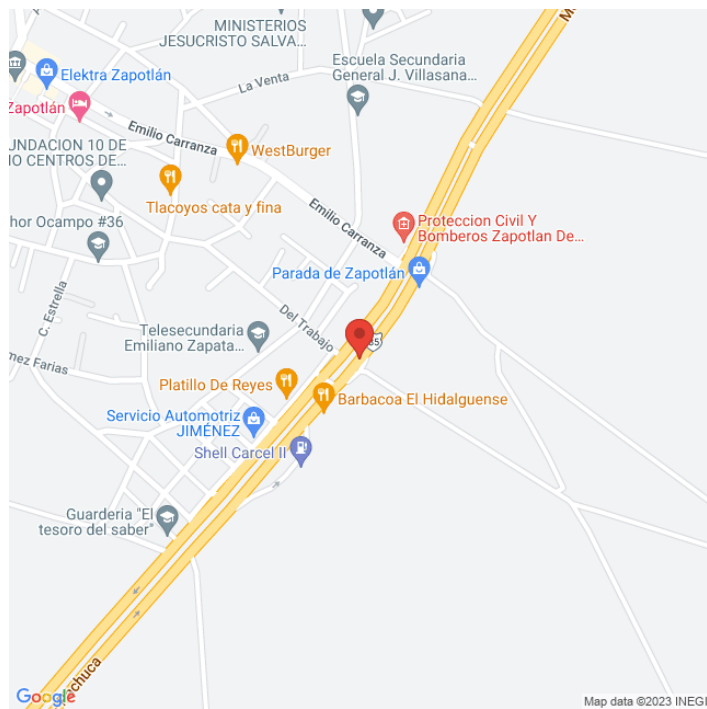 MINISTERIOS
JESUCRISTO SALVA...
Escuela Secundaria
General J. Villasana...
Elektra Zapotlán
La Venta
Zapotlán
Emilio Carranza
UNDACION 10 DE
IO CENTROS DE...
WestBurger
Tlacoyos cata y fina
Emilio Carranza
hor Ocampo #36
Proteccion Civil Y
Bomberos Zapotlan De...
Parada de Zapotlán
C. Estrella
Del Trabajo
Telesecundaria
Emiliano Zapata...
85
mez Farias
Platillo De Reyes
Barbacoa El Hidalguense
Servicio Automotriz
JIMÉNEZ
Shell Carcel II
Guarderia "El
tesoro del saber"
chuca
Google
Map data ©2023 INEGI